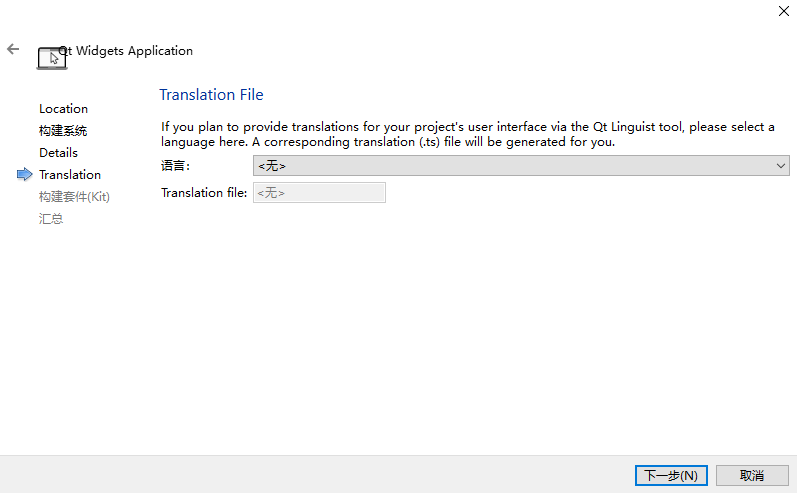 Qt Widgets Application
Location
构建系统
Details
Translation
构建套件(Kit)
汇总
Translation File
If you plan to provide translations for your project's user interface via the Qt Linguist tool, please select a
language here. A corresponding translation (.ts) file will be generated for you.
语言: <无>
Translation file: <无>
下一步(N) 取消